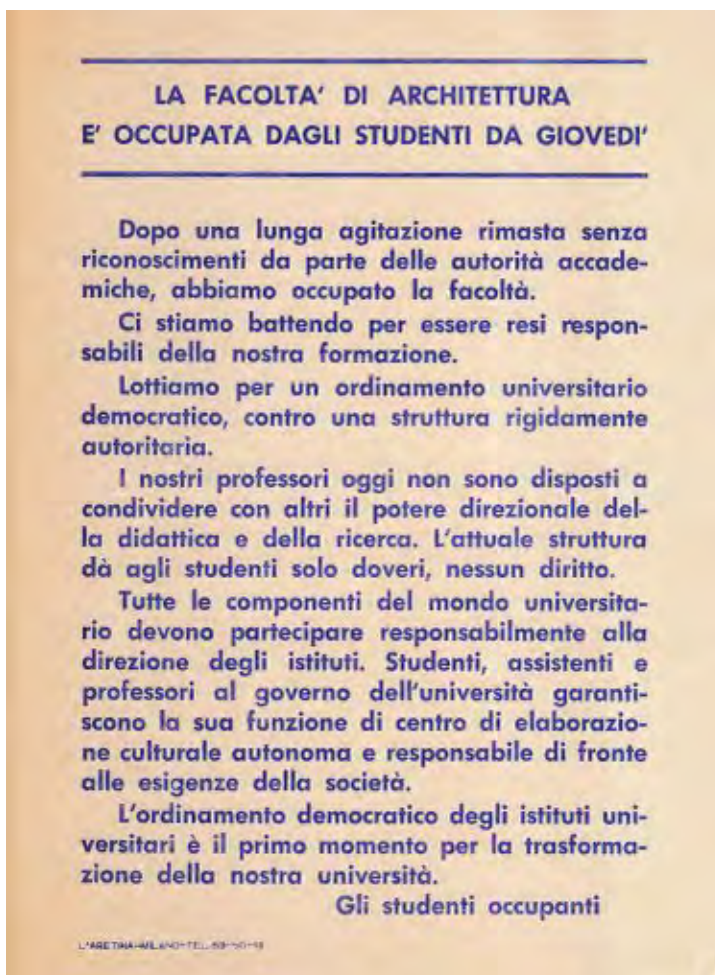 LA FACOLTA' DI ARCHITETTURA
E' OCCUPATA DAGLI STUDENTI DA GIOVEDI'
Dopo una lunga agitazione rimasta senza
riconoscimenti da parte delle autorità accade-
miche, abbiamo occupato la facoltà.
Ci stiamo battendo per essere resi respon-
sabili della nostra formazione.
Lottiamo per un ordinamento universitario
democratico, contro una struttura rigidamente
autoritaria.
I nostri professori oggi non sono disposti a
condividere con altri il potere direzionale del-
la didattica e della ricerca. L'attuale struttura
dà agli studenti solo doveri, nessun diritto.
Tutte le componenti del mondo universita-
rio devono partecipare responsabilmente alla
direzione degli istituti. Studenti, assistenti e
professori al governo dell'università garanti-
scono la sua funzione di centro di elaborazio-
ne culturale autonoma e responsabile di fronte
alle esigenze della società.
L'ordinamento democratico degli istituti uni-
versitari è il primo momento per la trasforma-
zione della nostra università.
Gli studenti occupanti
L'ARETINA-MILANO-TEL.